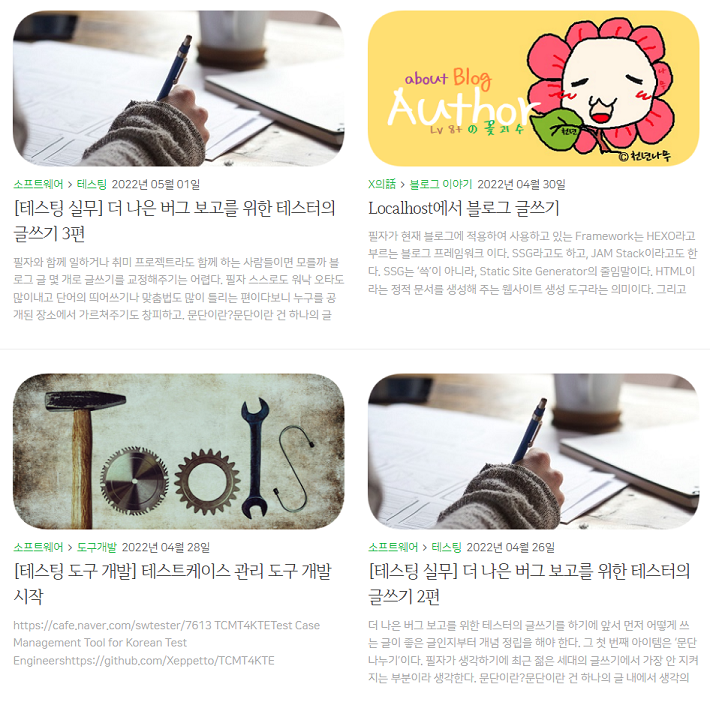 about Blog
Author
Lv 8+ の 꽃괴수
천년
© 천년나무
소프트웨어 > 테스팅 2022년 05월 01일
[테스팅 실무] 더 나은 버그 보고를 위한 테스터의
글쓰기 3편
필자와 함께 일하거나 취미 프로젝트라도 함께 하는 사람들이면 모를까 블
로그 글 몇 개로 글쓰기를 교정해주기는 어렵다. 필자 스스로도 워낙 오타도
많이내고 단어의 띄어쓰기나 맞춤법도 많이 틀리는 편이다보니 누구를 공
개된 장소에서 가르쳐주기도 창피하고. 문단이란?문단이란 건 하나의 글
X의話 > 블로그 이야기 2022년 04월 30일
Localhost에서 블로그 글쓰기
필자가 현재 블로그에 적용하여 사용하고 있는 Framework는 HEXO라고
부르는 블로그 프레임워크 이다. SSG라고도 하고, JAM Stack이라고도 한
다. SSG는 '쓱'이 아니라, Static Site Generator의 줄임말이다. HTML이
라는 정적 문서를 생성해 주는 웹사이트 생성 도구라는 의미이다. 그리고
Tools
소프트웨어 > 도구개발 2022년 04월 28일
[테스팅 도구 개발] 테스트케이스 관리 도구 개발
시작
https://cafe.naver.com/swtester/7613 TCMT4KTETest Case
Management Tool for Korean Test
Engineershttps://github.com/Xeppetto/TCMT4KTE
소프트웨어 > 테스팅 2022년 04월 26일
[테스팅 실무] 더 나은 버그 보고를 위한 테스터의
글쓰기 2편
더 나은 버그 보고를 위한 테스터의 글쓰기를 하기에 앞서 먼저 어떻게 쓰
는 글이 좋은 글인지부터 개념 정립을 해야 한다. 그 첫 번째 아이템은 '문단
나누기'이다. 필자가 생각하기에 최근 젊은 세대의 글쓰기에서 가장 안 지켜
지는 부분이라 생각한다. 문단이란?문단이란 건 하나의 글 내에서 생각의